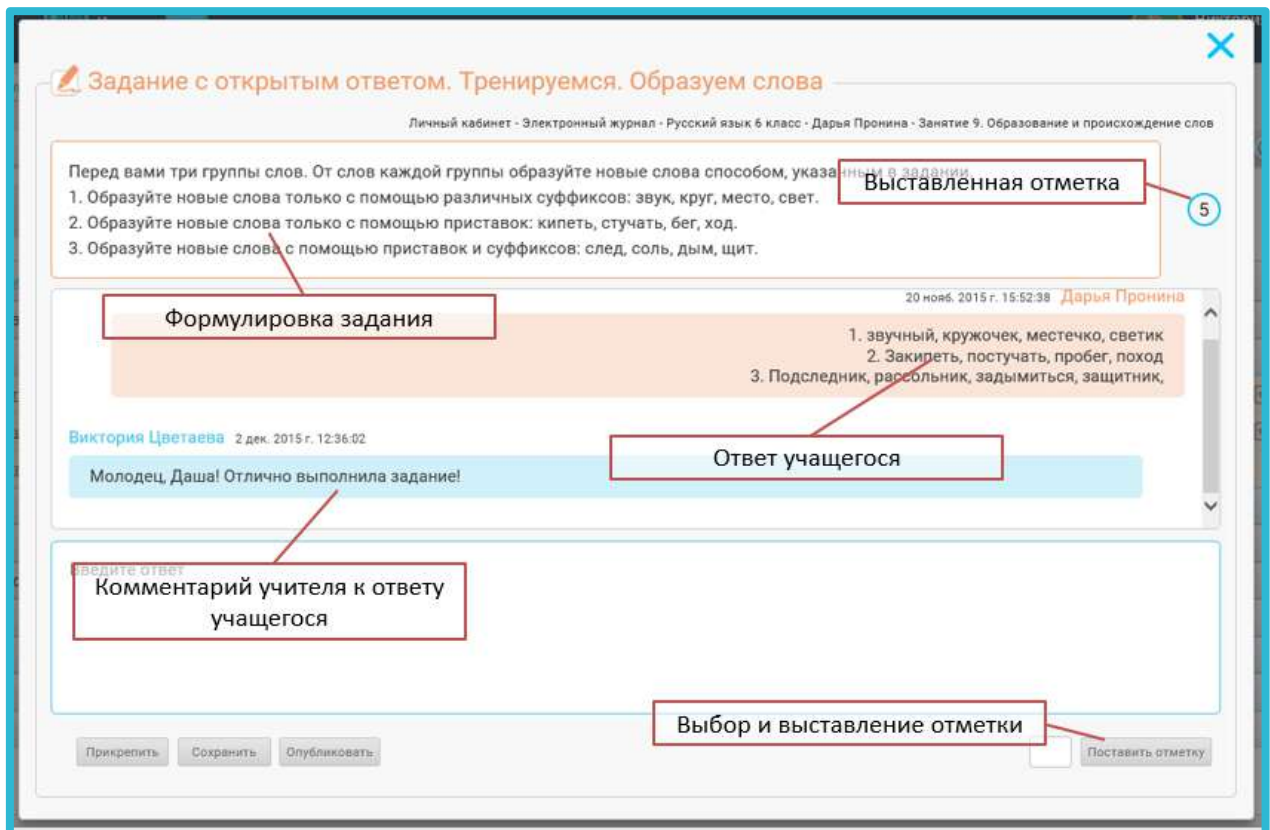 Задание с открытым ответом. Тренируемся. Образуем слова
Личный кабинет - Электронный журнал - Русский язык 6 класс - Дарья Пронина - Занятие 9. Образование и происхождение слов
Перед вами три группы слов. От слов каждой группы образуйте новые слова способом, указанным в задании.
Выставленная отметка
1. Образуйте новые слова только с помощью различных суффиксов: звук, круг, место, свет.
5
2. Образуйте новые слова только с помощью приставок: кипеть, стучать, бег, ход.
3. Образуйте новые слова с помощью приставок и суффиксов: след, соль, дым, щит.
20 нояб. 2015 г. 15:52:38 Дарья Пронина
Формулировка задания
1. звучный, кружочек, местечко, светик
2. Закипеть, постучать, пробег, поход
3. Подследник, рассольник, задымиться, защитник,
Виктория Цветаева 2 дек. 2015 г. 12:36:02
Ответ учащегося
Молодец, Даша! Отлично выполнила задание!
Введите ответ
Комментарий учителя к ответу
учащегося
Выбор и выставление отметки
Прикрепить Сохранить Опубликовать Поставить отметку